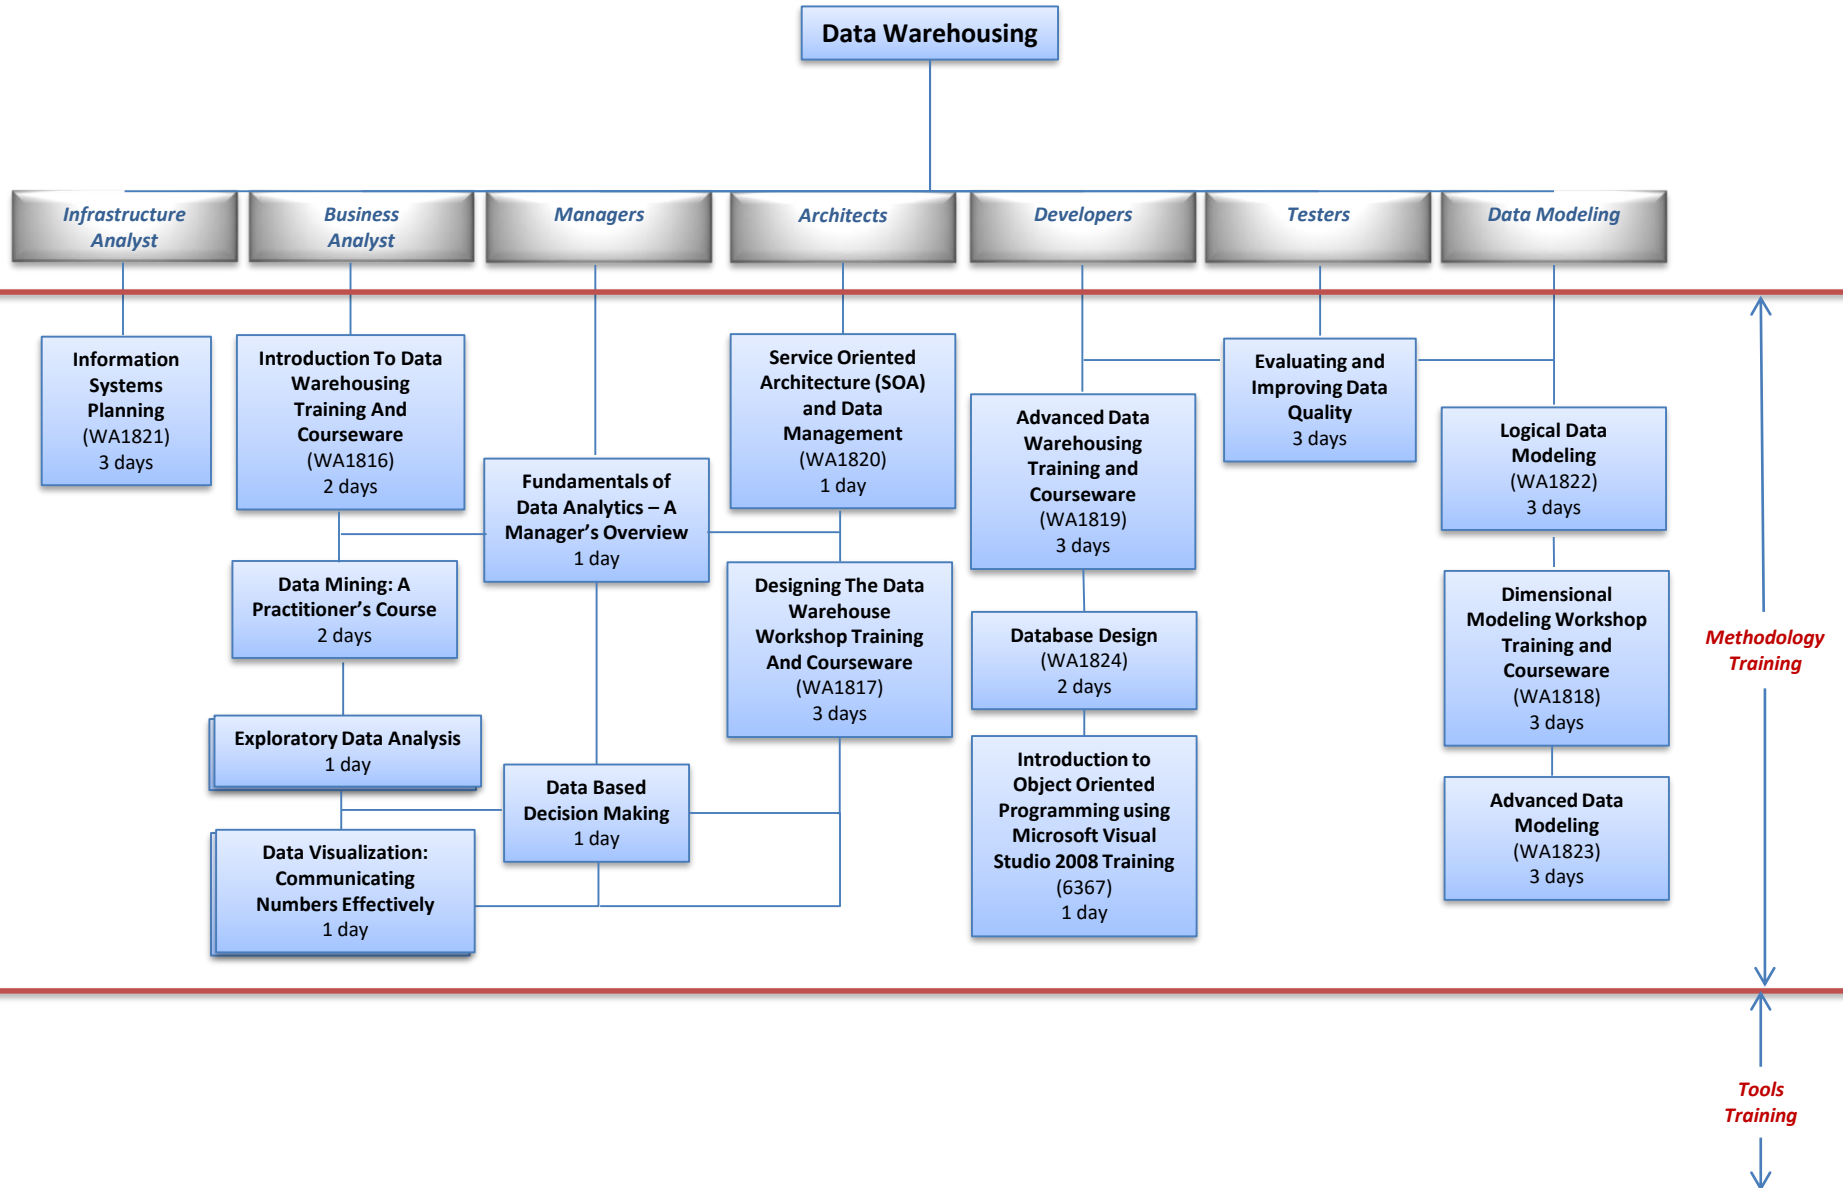 Data Warehousing
Infrastructure
Analyst
Business
Analyst
Managers
Architects
Developers
Testers
Data Modeling
Information
Systems
Planning
(WA1821)
3 days
Introduction To Data
Warehousing
Training And
Courseware
(WA1816)
2 days
Data Mining: A
Practitioner's Course
2 days
Exploratory Data Analysis
1 day
Data Visualization:
Communicating
Numbers Effectively
1 day
Fundamentals of
Data Analytics – A
Manager's Overview
1 day
Data Based
Decision Making
1 day
Service Oriented
Architecture (SOA)
and Data
Management
(WA1820)
1 day
Designing The Data
Warehouse
Workshop Training
And Courseware
(WA1817)
3 days
Advanced Data
Warehousing
Training and
Courseware
(WA1819)
3 days
Database Design
(WA1824)
2 days
Introduction to
Object Oriented
Programming using
Microsoft Visual
Studio 2008 Training
(6367)
1 day
Evaluating and
Improving Data
Quality
3 days
Logical Data
Modeling
(WA1822)
3 days
Dimensional
Modeling Workshop
Training and
Courseware
(WA1818)
3 days
Advanced Data
Modeling
(WA1823)
3 days
Methodology
Training
Tools
Training